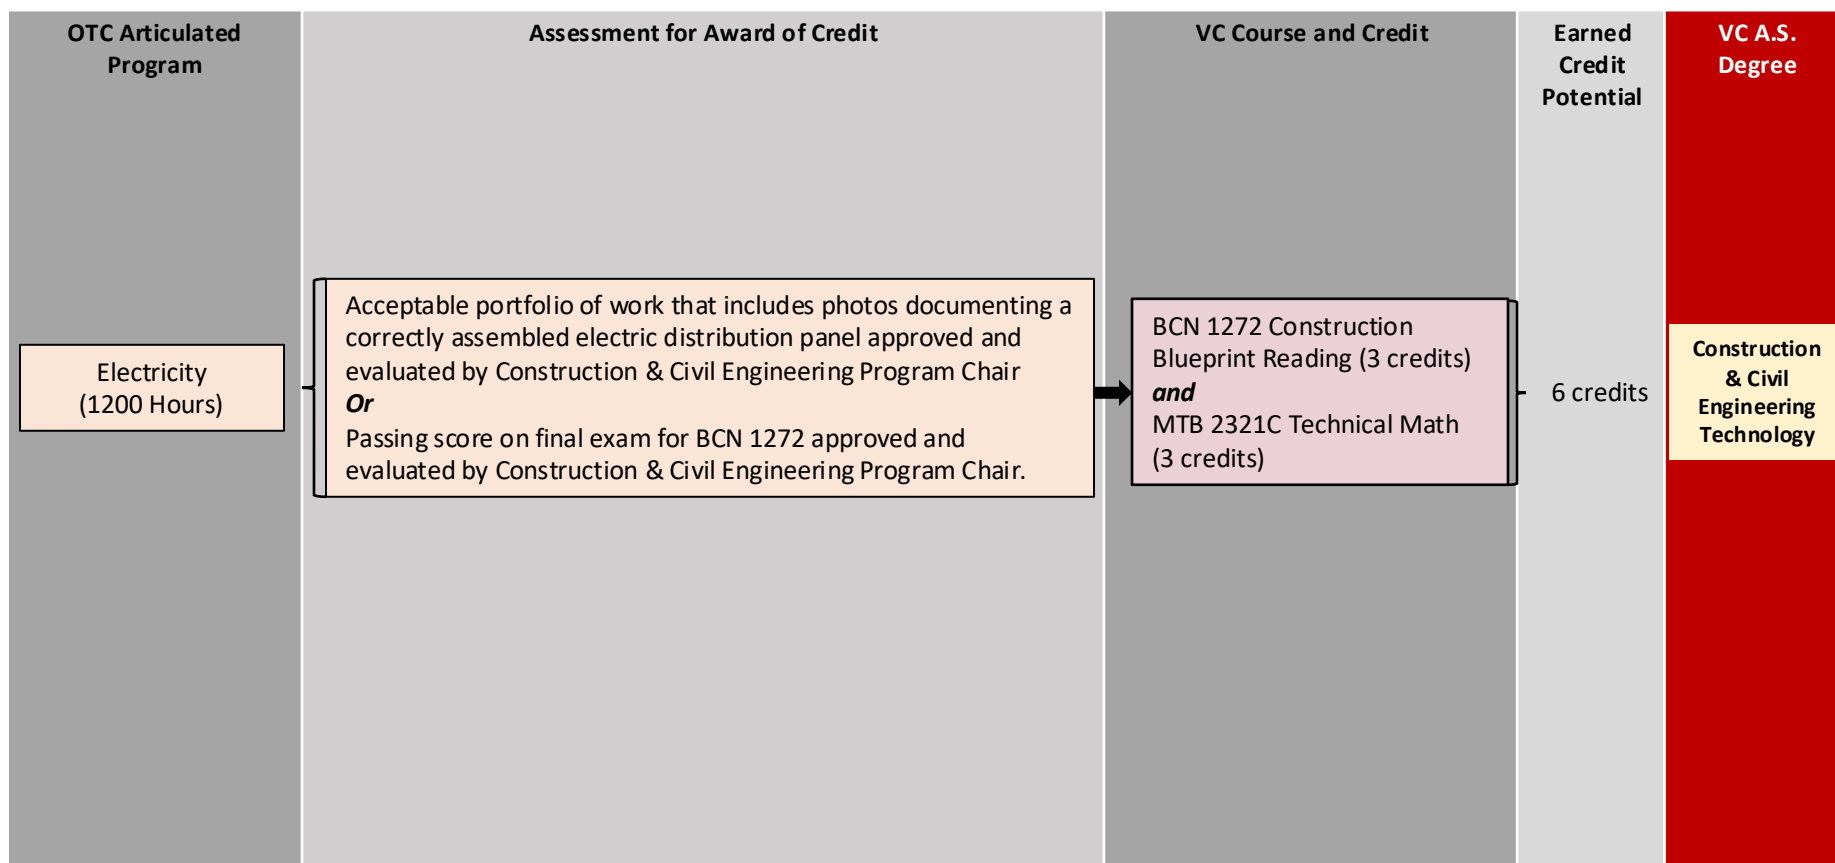 OTC Articulated
Program
Assessment for Award of Credit
VC Course and Credit
Earned
Credit
Potential
VC A.S.
Degree
Electricity
(1200 Hours)
Acceptable portfolio of work that includes photos documenting a
correctly assembled electric distribution panel approved and
evaluated by Construction & Civil Engineering Program Chair
Or
Passing score on final exam for BCN 1272 approved and
evaluated by Construction & Civil Engineering Program Chair.
BCN 1272 Construction
Blueprint Reading (3 credits)
and
MTB 2321C Technical Math
(3 credits)
6 credits
Construction
& Civil
Engineering
Technology